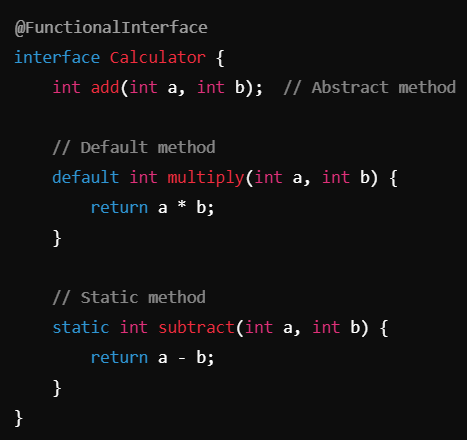 @FunctionalInterface
interface Calculator {
    int add(int a, int b);  // Abstract method

    // Default method
    default int multiply(int a, int b) {
        return a * b;
    }

    // Static method
    static int subtract(int a, int b) {
        return a - b;
    }
}